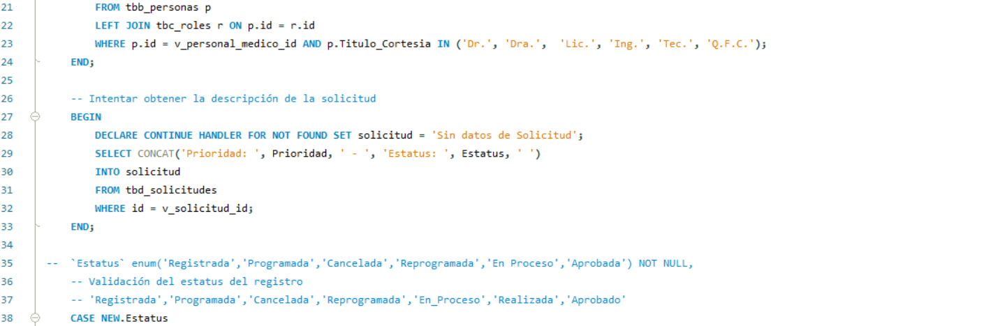 21 FROM tbb_personas p
22 LEFT JOIN tbc_roles r ON p.id = r.id
23 WHERE p.id = v_personal_medico_id AND p.Titulo_Cortesia IN ('Dr.', 'Dra.',  'Lic.', 'Ing.', 'Tec.', 'Q.F.C.');
24 END;
25
26 -- Intentar obtener la descripción de la solicitud
27 BEGIN
28 DECLARE CONTINUE HANDLER FOR NOT FOUND SET solicitud = 'Sin datos de Solicitud';
29 SELECT CONCAT('Prioridad: ', Prioridad, ' - ', 'Estatus: ', Estatus, ' ')
30 INTO solicitud
31 FROM tbd_solicitudes
32 WHERE id = v_solicitud_id;
33 END;
34
35 --  `Estatus` enum('Registrada','Programada','Cancelada','Reprogramada','En Proceso','Aprobada') NOT NULL,
36 -- Validación del estatus del registro
37 -- 'Registrada','Programada','Cancelada','Reprogramada','En_Proceso','Realizada','Aprobado'
38 CASE NEW.Estatus